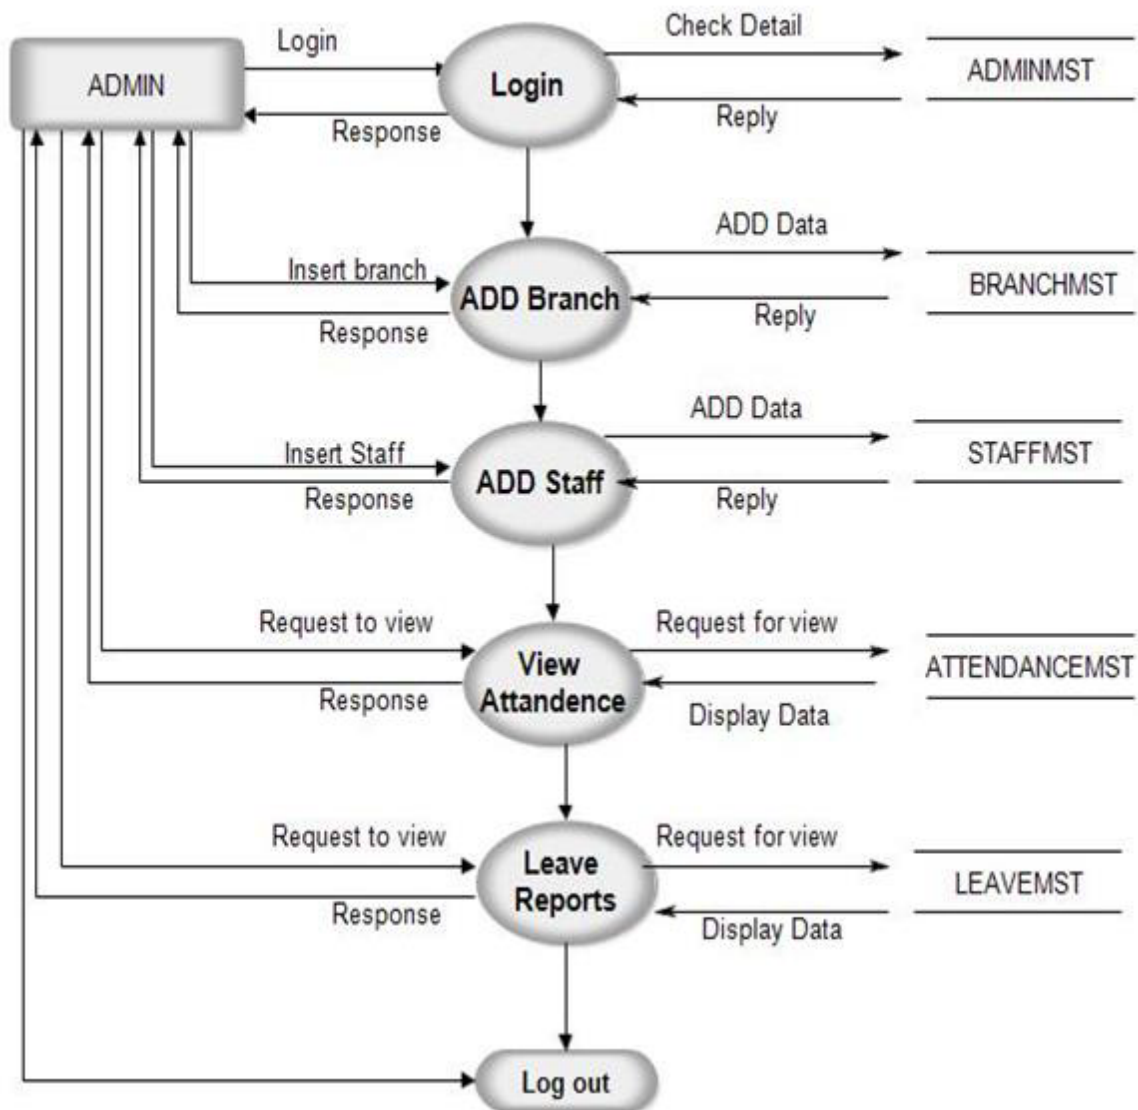 Login
Check Detail
ADMIN
Login
ADMINMST
Response
Reply
ADD Data
Insert branch
ADD Branch
BRANCHMST
Response
Reply
ADD Data
Insert Staff
ADD Staff
STAFFMST
Response
Reply
Request to view
Request for view
View
Attandence
ATTENDANCEMST
Response
Display Data
Request to view
Request for view
Leave
Reports
LEAVEMST
Response
Display Data
Log out